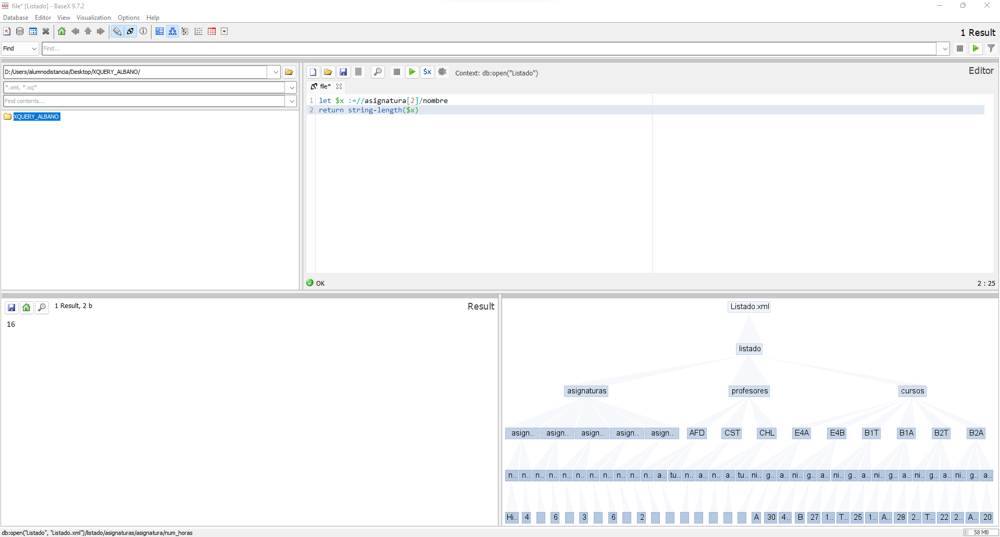 file* [Listado] - BaseX 9.7.2
Database Editor View Visualization Options Help
1 Result
Find Find...
D:/Users/alumnodistancia/Desktop/XQUERY_ALBANO/
*.xml, *.xq*
Find contents...
XQUERY_ALBANO
$x Context: db:open("Listado") Editor
file*
1 let $x :=//asignatura[2]/nombre
2 return string-length($x)
OK 2 : 25
1 Result, 2 b Result
16
Listado.xml
listado
asignaturas profesores cursos
asign.. asign.. asign.. asign.. asign.. AFD CST CHL E4A E4B B1T B1A B2T B2A
n.. n.. n.. n.. n.. n.. n.. n.. n.. n.. n.. a.. tu.. n.. a.. n.. a.. tu.. ni.. g.. a.. ni.. g.. a.. ni.. g.. a.. ni.. g.. a.. ni.. g.. a.. ni.. g.. a..
Hi.. 4 6 3 6 2 A 30 4.. B 27 1.. T.. 25 1.. A.. 28 2.. T.. 22 2.. A.. 20
db:open("Listado", "Listado.xml")/listado/asignaturas/asignatura/num_horas 58 MB